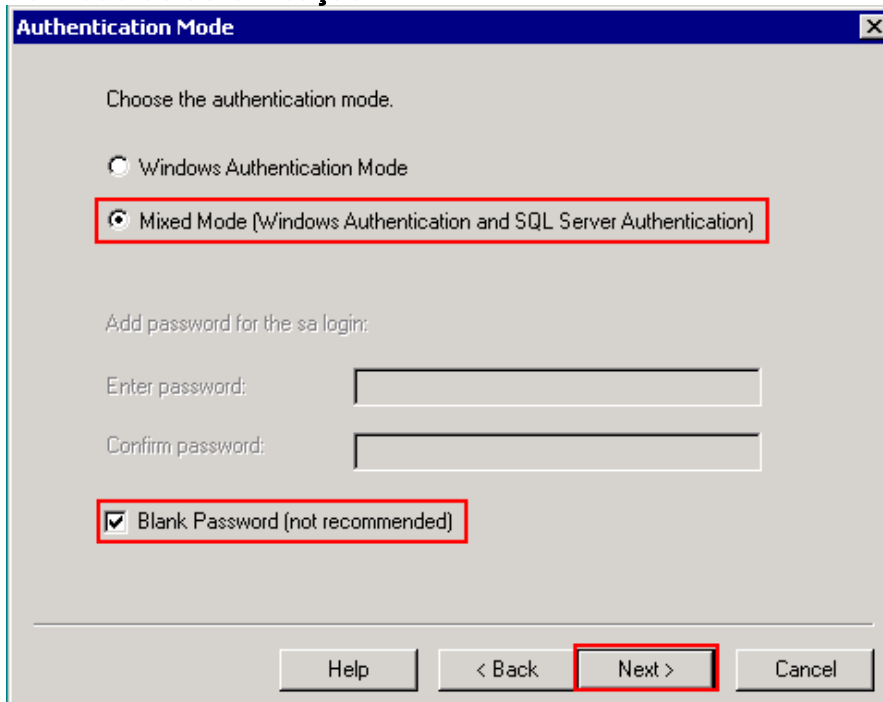 Authentication Mode
Choose the authentication mode.
Windows Authentication Mode
Mixed Mode (Windows Authentication and SQL Server Authentication)
Add password for the sa login:
Enter password:
Confirm password:
Blank Password (not recommended)
Help
< Back
Next >
Cancel